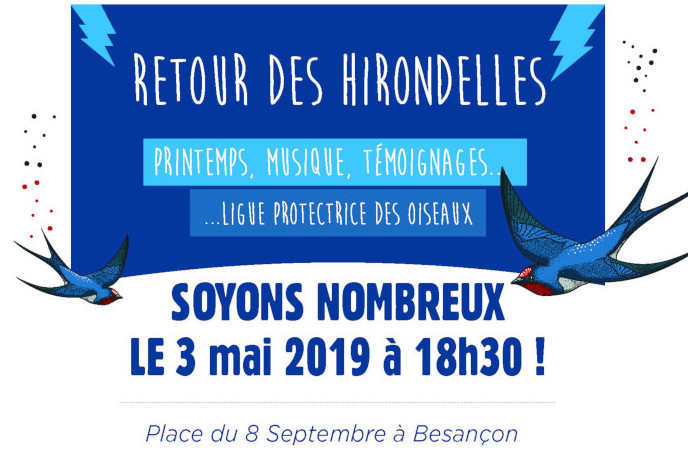 RETOUR DES HIRONDELLES
PRINTEMPS, MUSIQUE, TÉMOIGNAGES...
...LIGUE PROTECTRICE DES OISEAUX
SOYONS NOMBREUX
LE 3 mai 2019 à 18h30 !
Place du 8 Septembre à Besançon